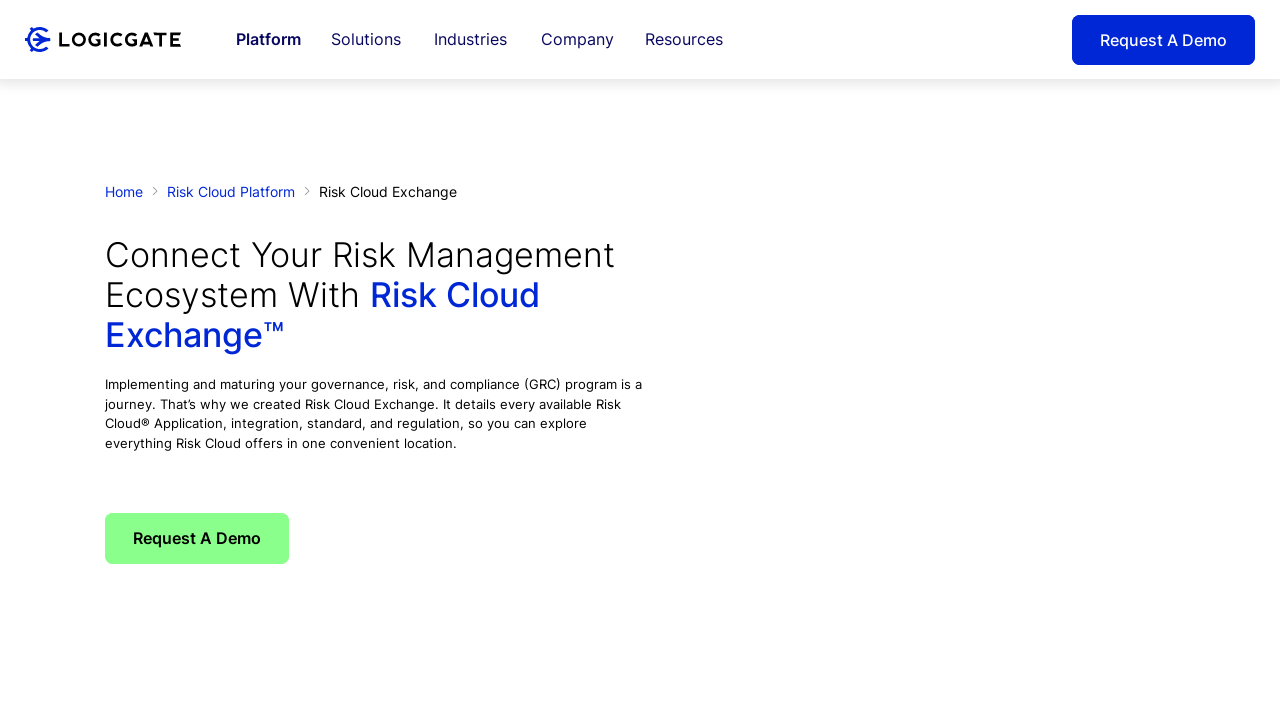 LOGICGATE
Platform
Solutions
Industries
Company
Resources
Request A Demo
Home
Risk Cloud Platform
Risk Cloud Exchange
Connect Your Risk Management
Ecosystem With Risk Cloud
Exchange™
Implementing and maturing your governance, risk, and compliance (GRC) program is a
journey. That’s why we created Risk Cloud Exchange. It details every available Risk
Cloud® Application, integration, standard, and regulation, so you can explore
everything Risk Cloud offers in one convenient location.
Request A Demo